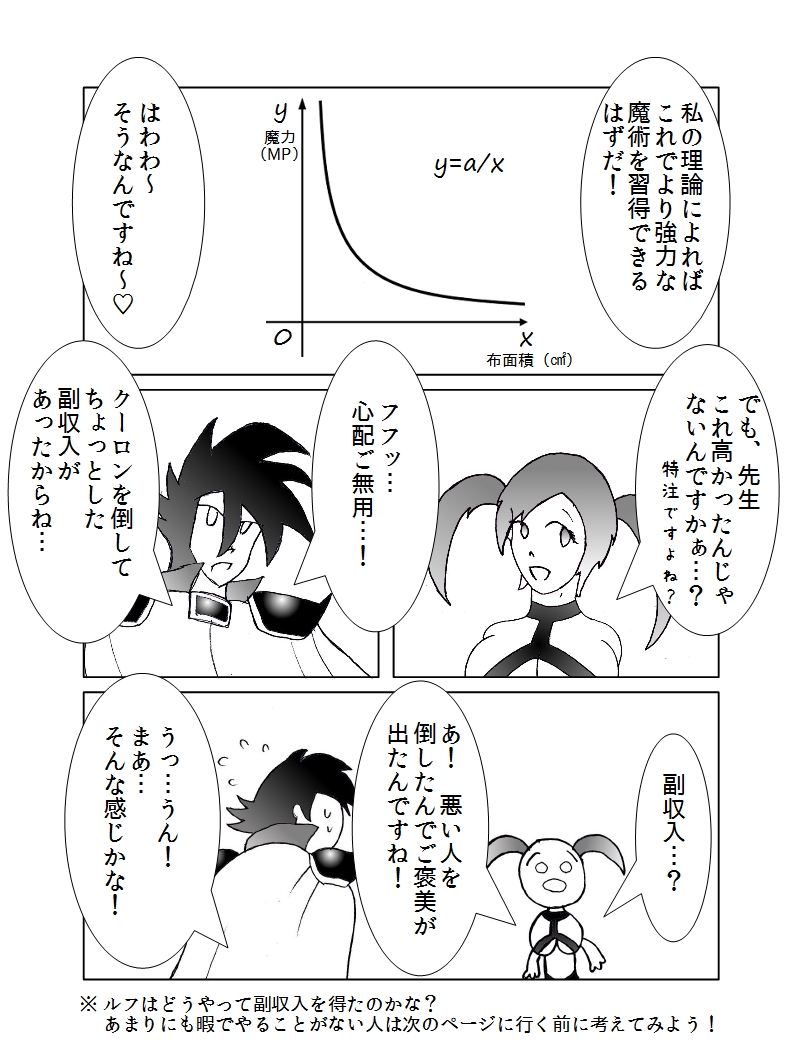 私の理論によれば
これでより強力な
魔術を習得できる
はずだ！
y
魔力
（MP）
y=a/x
O
x
布面積（㎠）
はわわ～
そうなんですね～♡
でも、先生
これ高かったんじゃ
ないんですかぁ…？
特注ですよね？
フフッ…
心配ご無用…！
クーロンを倒して
ちょっとした
副収入が
あったからね…
副収入…？
あ！　悪い人を
倒したんでご褒美が
出たんですね！
うっ…うん！
まあ…
そんな感じかな！
※ ルフはどうやって副収入を得たのかな？
あまりにも暇でやることがない人は次のページに行く前に考えてみよう！